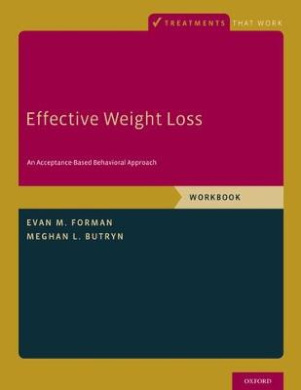 ✓ TREATMENTS THAT WORK
Effective Weight Loss
An Acceptance-Based Behavioral Approach
WORKBOOK
EVAN M. FORMAN
MEGHAN L. BUTRYN
OXFORD